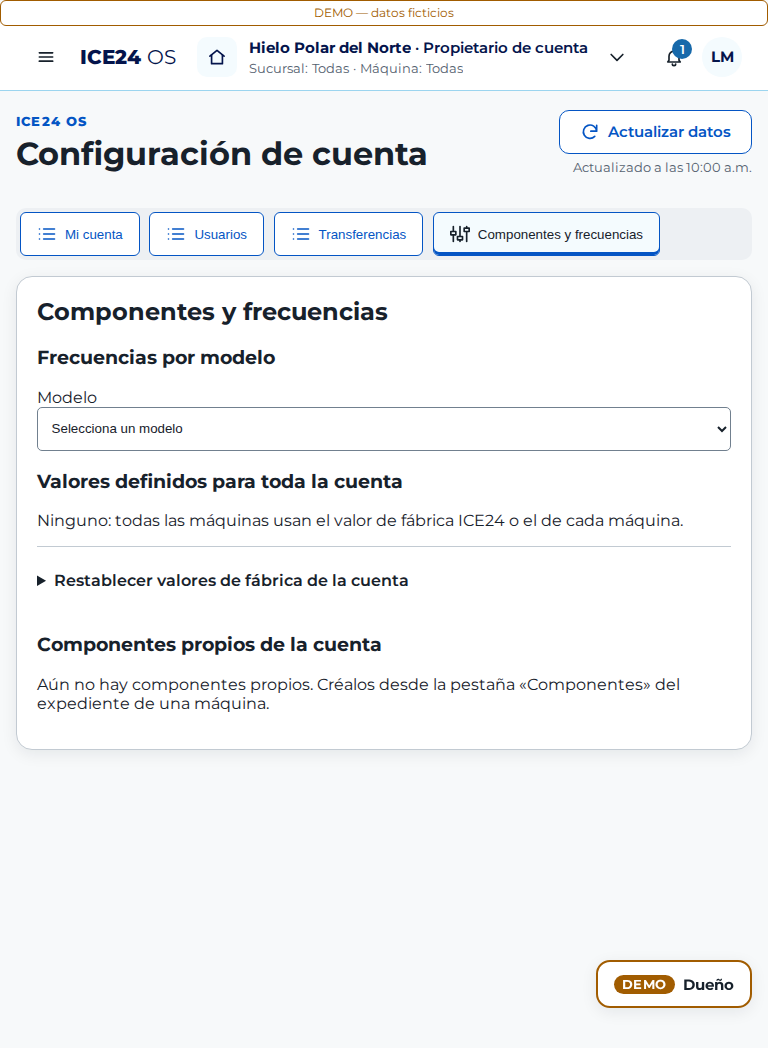 DEMO — datos ficticios
ICE24 OS
Hielo Polar del Norte · Propietario de cuenta
Sucursal: Todas · Máquina: Todas
1
LM
ICE24 OS
Configuración de cuenta
Actualizar datos
Actualizado a las 10:00 a.m.
Mi cuenta
Usuarios
Transferencias
Componentes y frecuencias
Componentes y frecuencias
Frecuencias por modelo
Modelo
Selecciona un modelo
Valores definidos para toda la cuenta
Ninguno: todas las máquinas usan el valor de fábrica ICE24 o el de cada máquina.
Restablecer valores de fábrica de la cuenta
Componentes propios de la cuenta
Aún no hay componentes propios. Créalos desde la pestaña «Componentes» del
expediente de una máquina.
DEMO Dueño